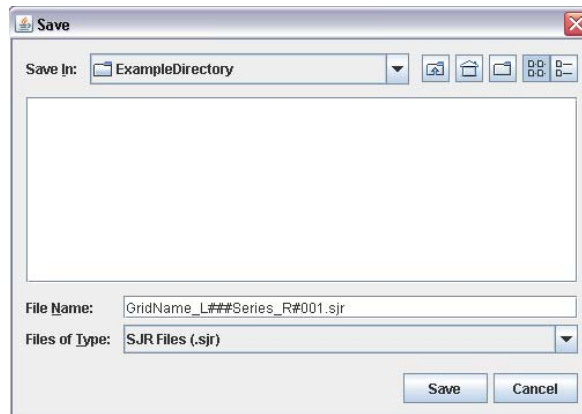 Save
Save In: ExampleDirectory
File Name: GridName_L###Series_R#001.sjr
Files of Type: SJR Files (.sjr)
Save Cancel